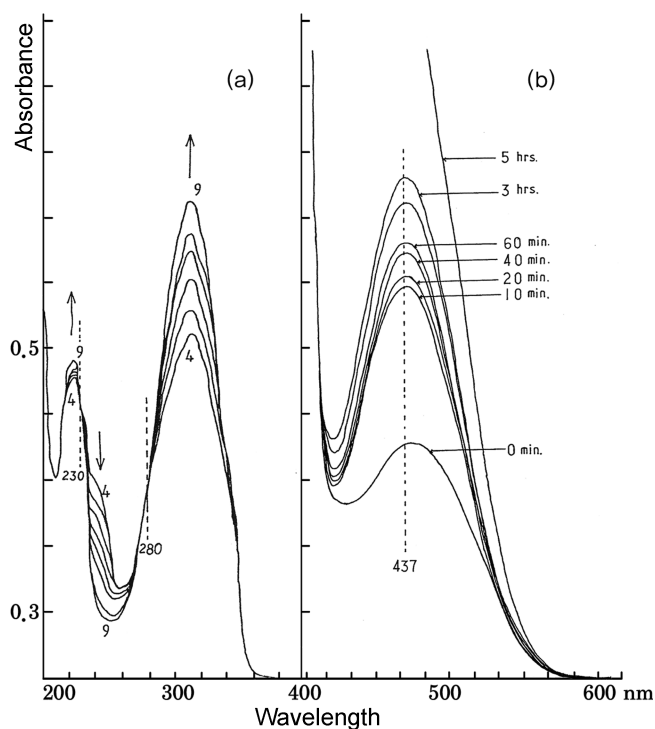 Absorbance
(a)
(b)
9
5 hrs.
3 hrs.
60 min.
40 min.
20 min.
10 min.
0.5
9
4
4
0 min.
4
230
280
437
0.3
9
200
300
400
500
600 nm
Wavelength